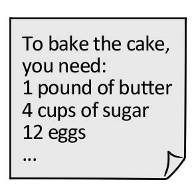 To bake the cake,
you need:
1 pound of butter
4 cups of sugar
12 eggs
...